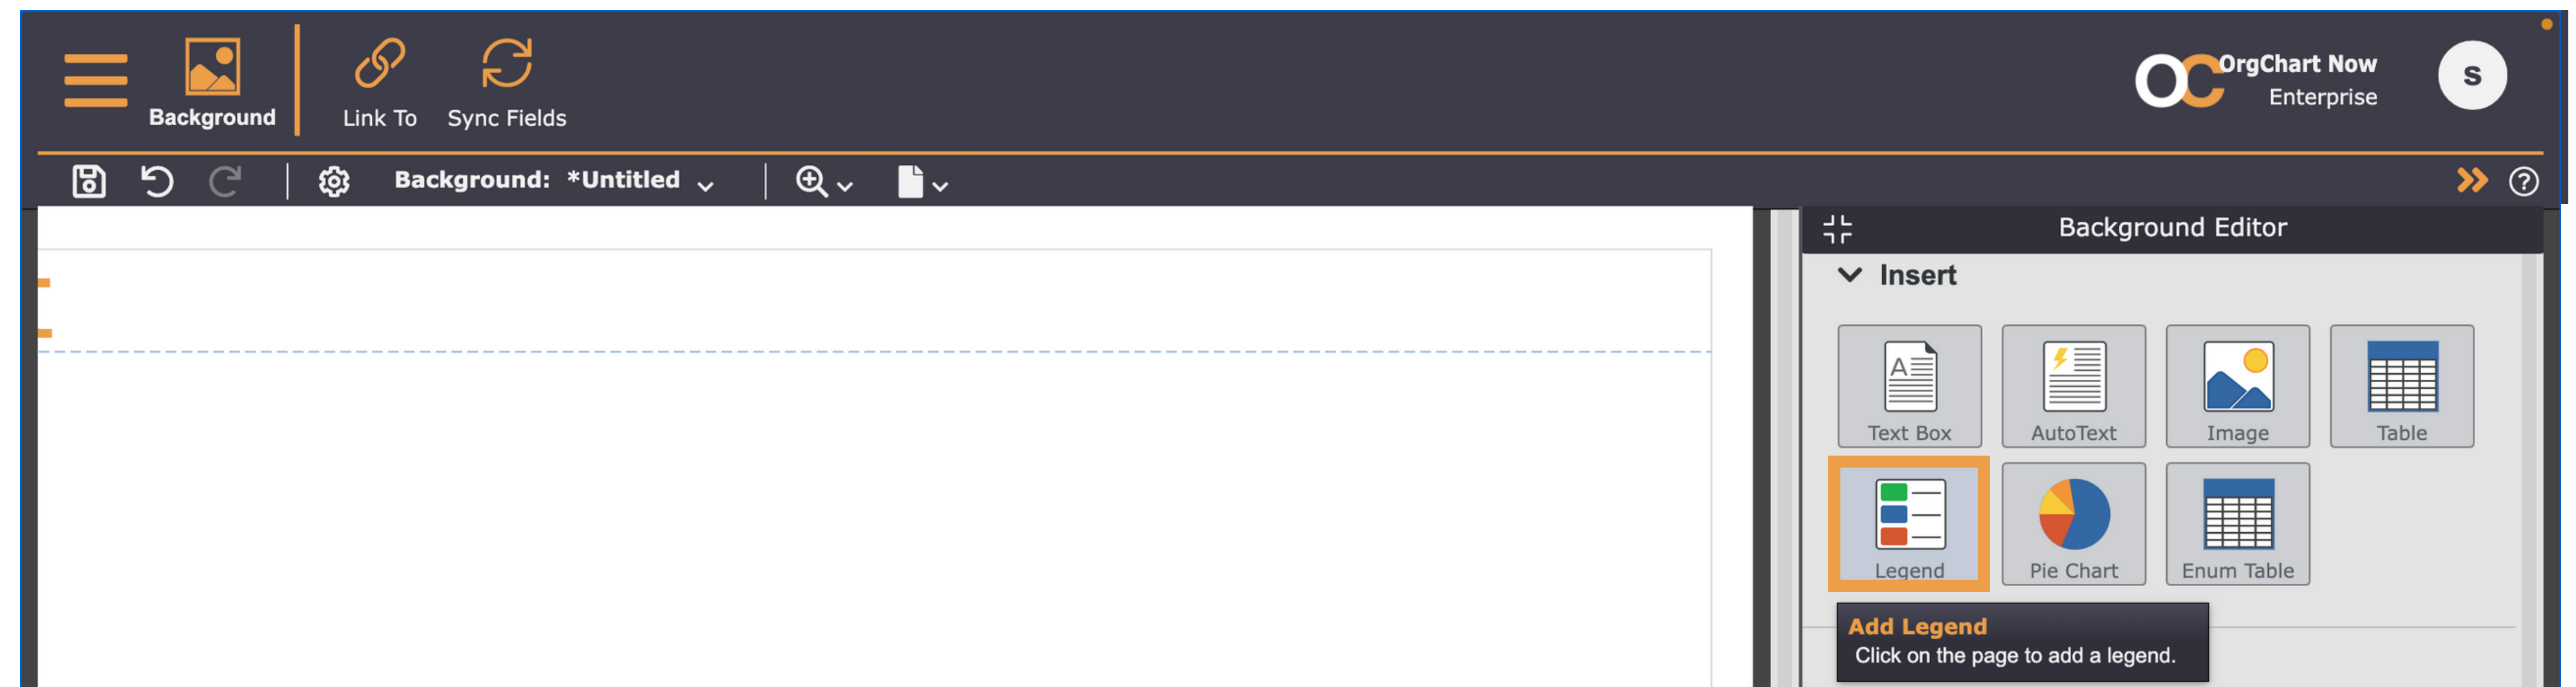 Background
Link To
Sync Fields
OC OrgChart Now
Enterprise
S
Background: *Untitled
Background Editor
Insert
Text Box
AutoText
Image
Table
Legend
Pie Chart
Enum Table
Add Legend
Click on the page to add a legend.